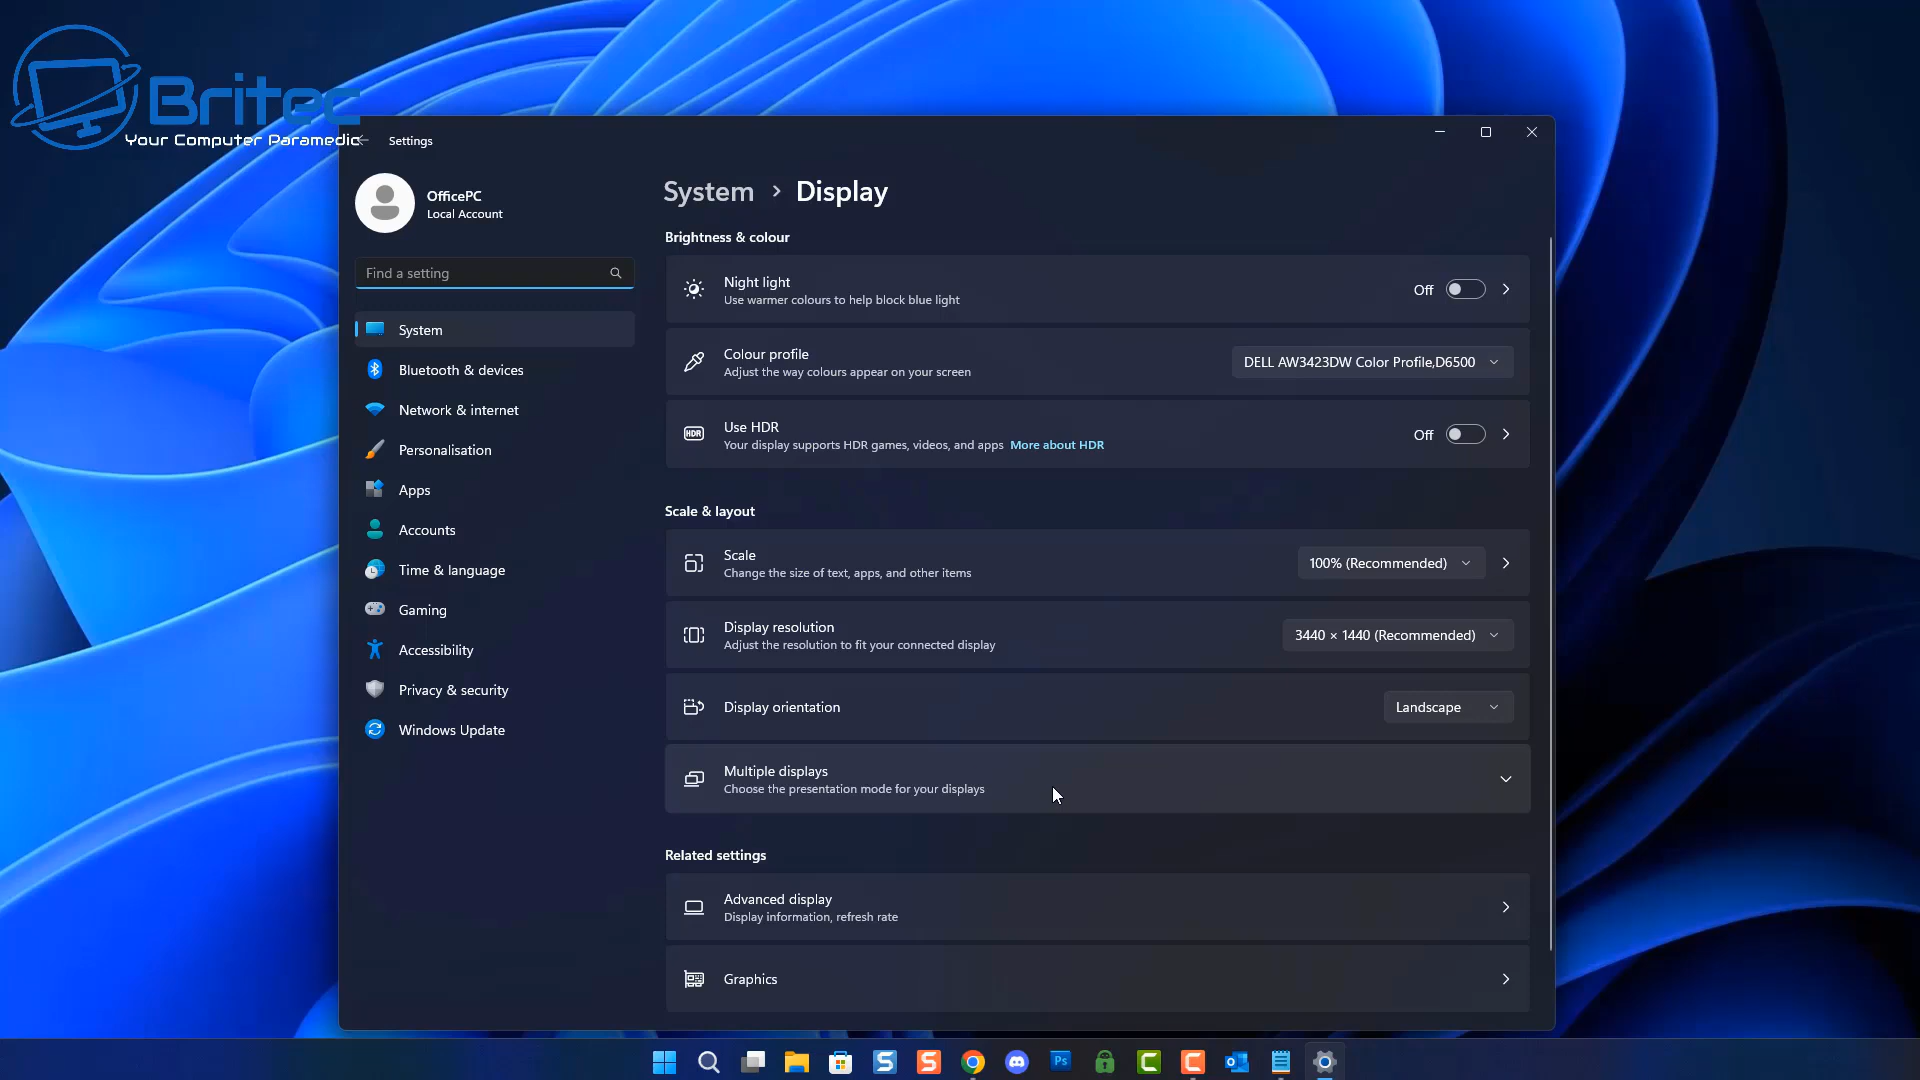 Britec
Your Computer Paramedic
Settings
OfficePC
Local Account
Find a setting
System
Bluetooth & devices
Network & internet
Personalisation
Apps
Accounts
Time & language
Gaming
Accessibility
Privacy & security
Windows Update
System > Display
Brightness & colour
Night light
Use warmer colours to help block blue light
Off
Colour profile
Adjust the way colours appear on your screen
DELL AW3423DW Color Profile,D6500
Use HDR
Your display supports HDR games, videos, and apps More about HDR
Off
HDR
Scale & layout
Scale
Change the size of text, apps, and other items
100% (Recommended)
Display resolution
Adjust the resolution to fit your connected display
3440 × 1440 (Recommended)
Display orientation
Landscape
Multiple displays
Choose the presentation mode for your displays
Related settings
Advanced display
Display information, refresh rate
Graphics
S
S
Ps
C
C
o